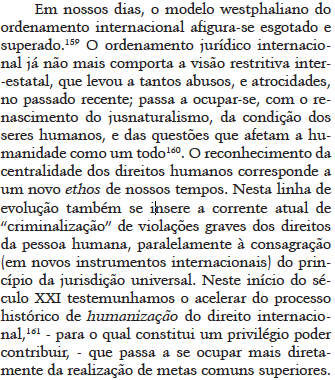 Em nossos dias, o modelo westphaliano do
ordenamento internacional afigura-se esgotado e
superado.¹⁵⁹ O ordenamento jurídico internacio-
nal já não mais comporta a visão restritiva inter-
-estatal, que levou a tantos abusos, e atrocidades,
no passado recente; passa a ocupar-se, com o re-
nascimento do jusnaturalismo, da condição dos
seres humanos, e das questões que afetam a hu-
manidade como um todo¹⁶⁰. O reconhecimento da
centralidade dos direitos humanos corresponde a
um novo ethos de nossos tempos. Nesta linha de
evolução também se insere a corrente atual de
“criminalização” de violações graves dos direitos
da pessoa humana, paralelamente à consagração
(em novos instrumentos internacionais) do prin-
cípio da jurisdição universal. Neste início do sé-
culo XXI testemunhamos o acelerar do processo
histórico de humanização do direito internacio-
nal,¹⁶¹ - para o qual constitui um privilégio poder
contribuir, - que passa a se ocupar mais direta-
mente da realização de metas comuns superiores.